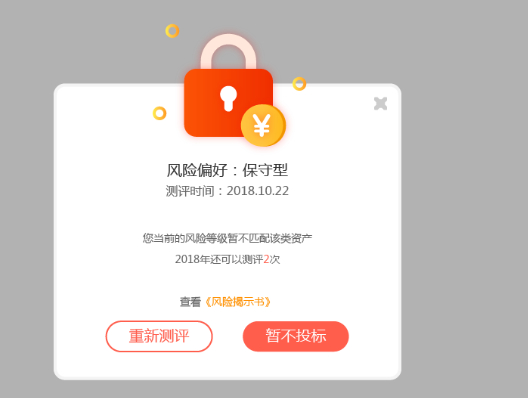 ¥
风险偏好：保守型
测评时间：2018.10.22
您当前的风险等级暂不匹配该类资产
2018年还可以测评2次
查看《风险揭示书》
重新测评
暂不投标